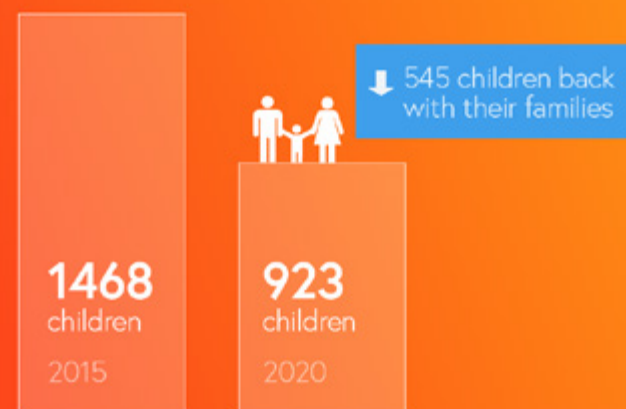 545 children back
with their families
1468
children
2015
923
children
2020